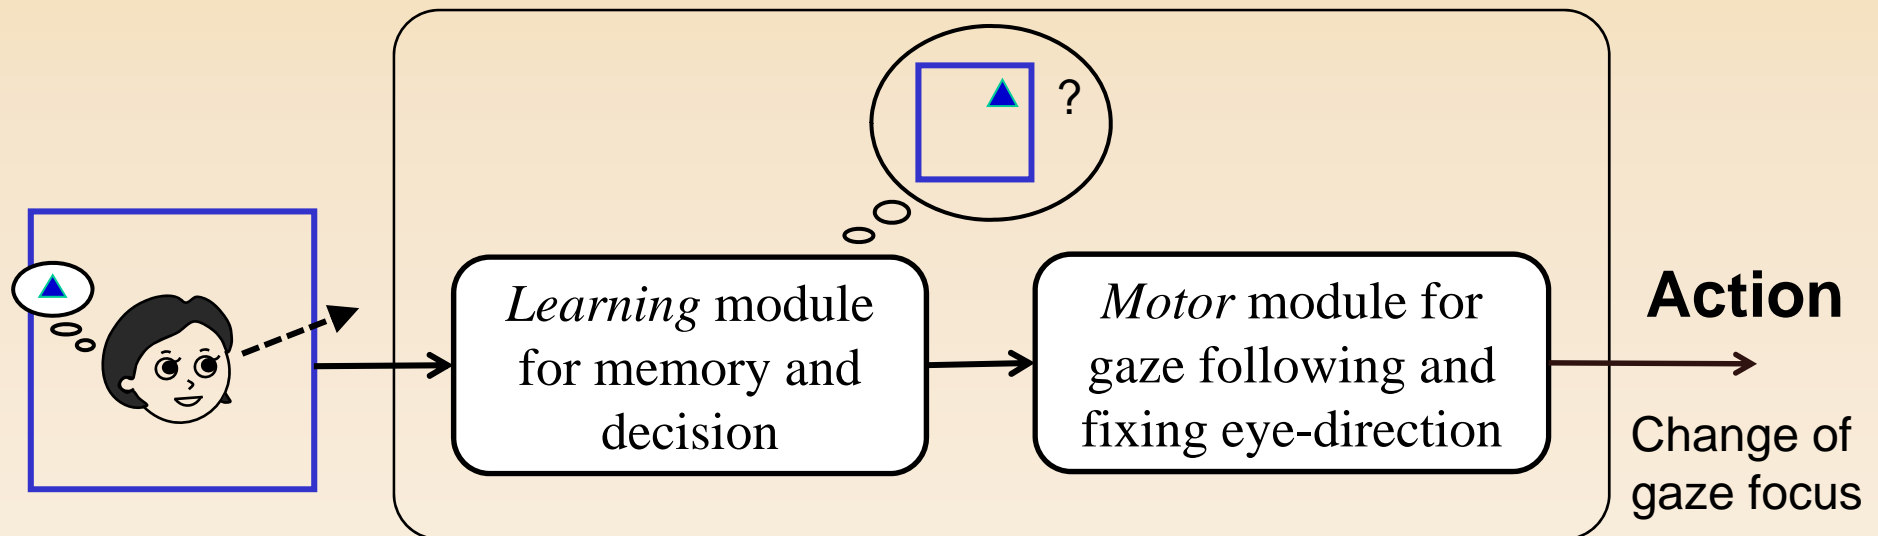 ?
Learning module
for memory and
decision
Motor module for
gaze following and
fixing eye-direction
Action
Change of
gaze focus